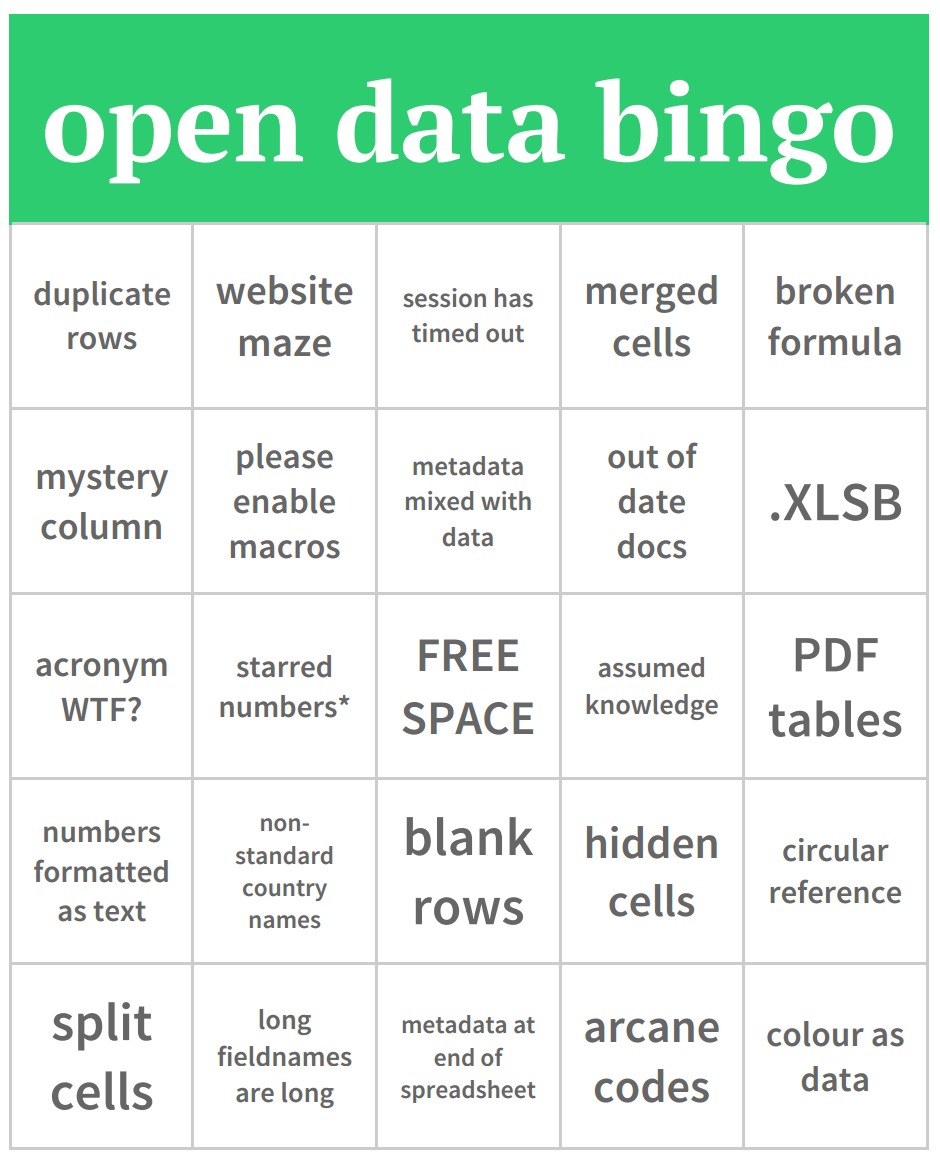 open data bingo
duplicate
rows
website
maze
session has
timed out
merged
cells
broken
formula
mystery
column
please
enable
macros
metadata
mixed with
data
out of
date
docs
.XLSB
acronym
WTF?
starred
numbers*
FREE
SPACE
assumed
knowledge
PDF
tables
numbers
formatted
as text
non-
standard
country
names
blank
rows
hidden
cells
circular
reference
split
cells
long
fieldnames
are long
metadata at
end of
spreadsheet
arcane
codes
colour as
data